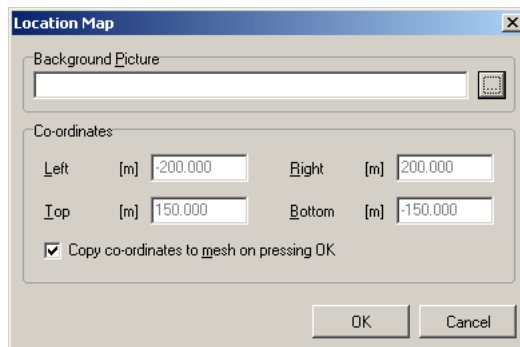 Location Map
Background Picture
...
Co-ordinates
Left [m] -200.000 Right [m] 200.000
Top [m] 150.000 Bottom [m] -150.000
Copy co-ordinates to mesh on pressing OK
OK Cancel